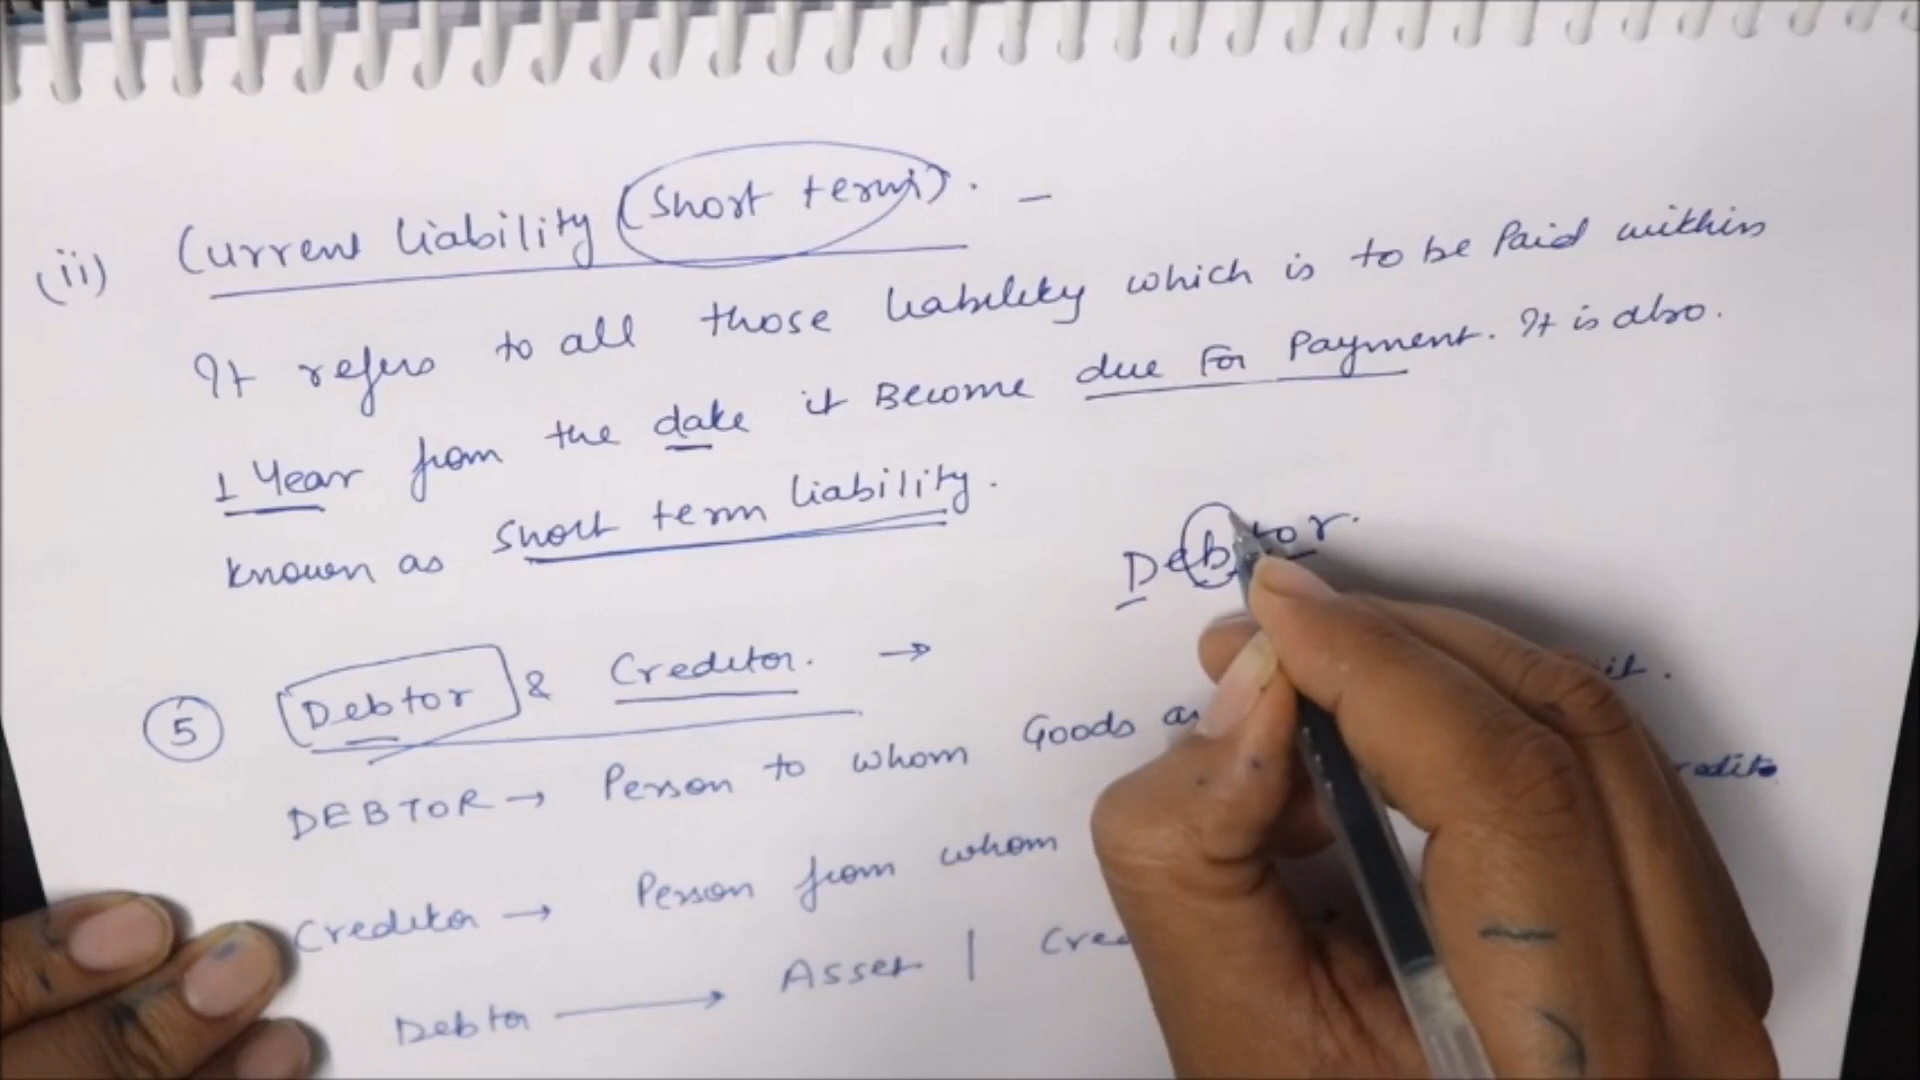 (ii) Current liability (Short term). -
It refers to all those liability which is to be Paid within
1 Year from the date it Become due For Payment. It is also.
known as Short term liability.
Debtor.
5 Debtor & Creditor. →
DEBTOR → Person to whom Goods
Creditor → Person from whom
Debtor → Asset |